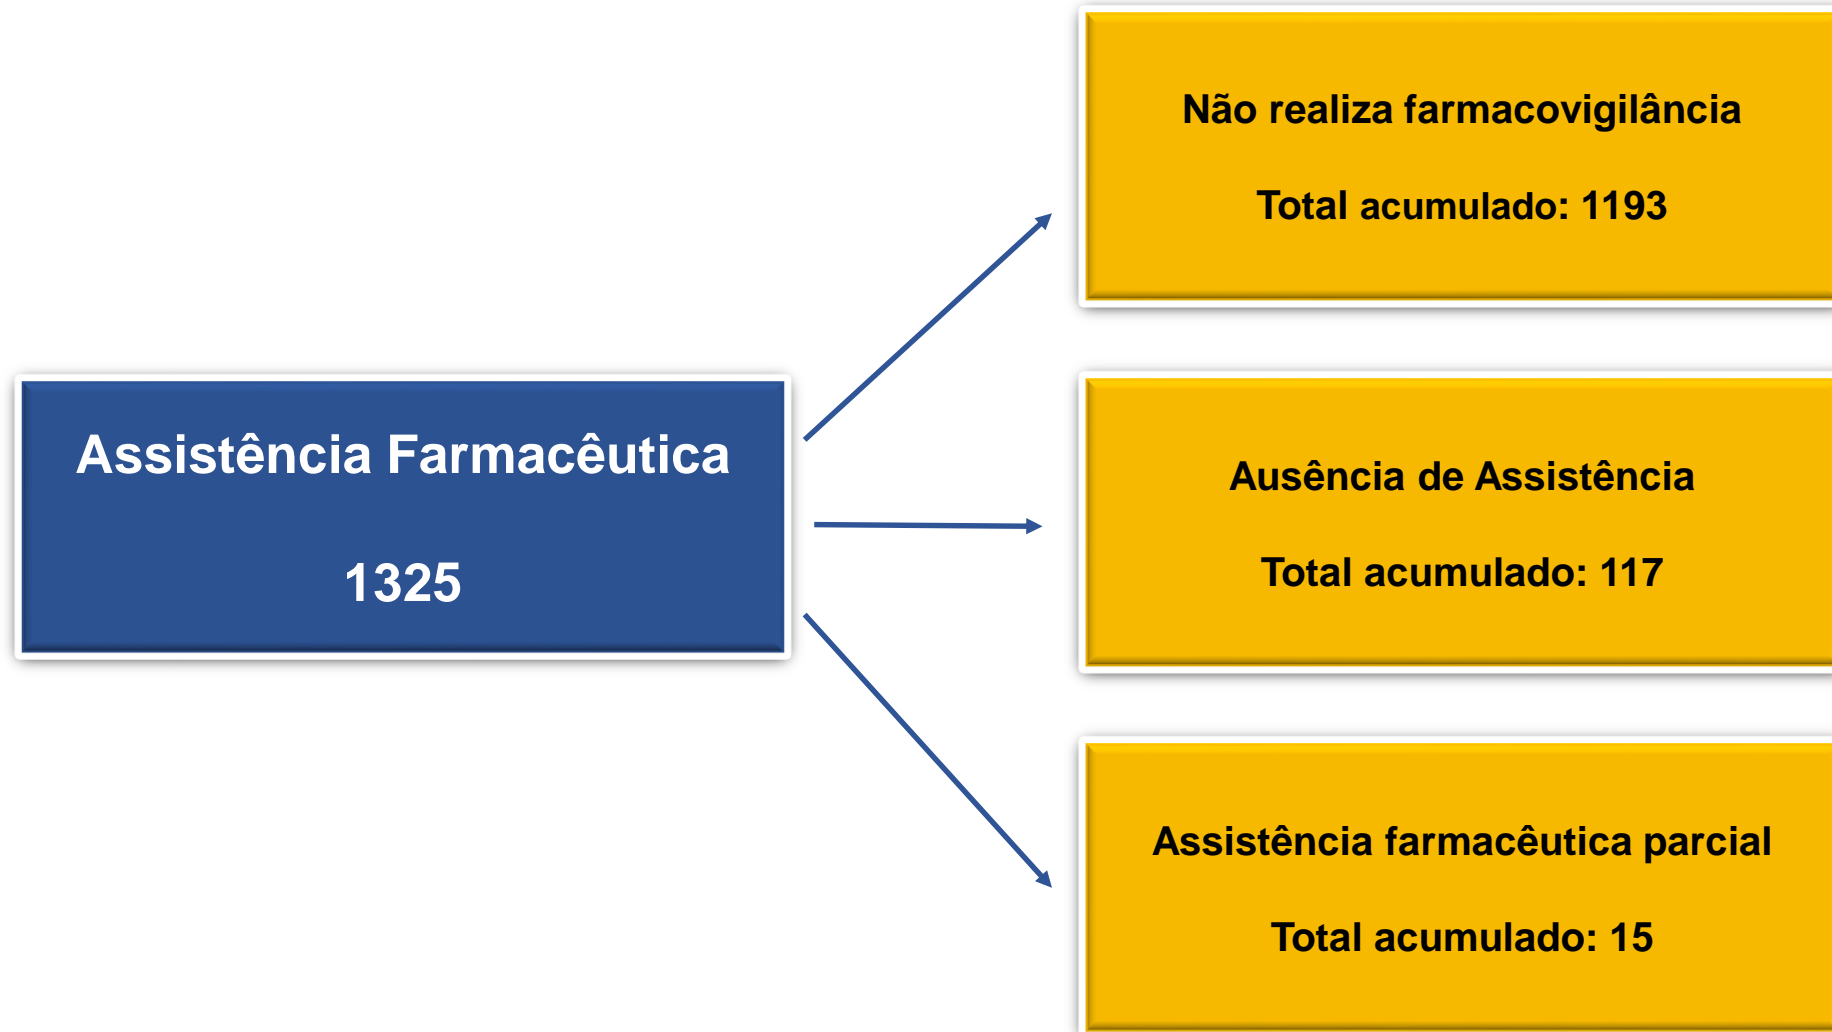 Assistência Farmacêutica
1325
Não realiza farmacovigilância
Total acumulado: 1193
Ausência de Assistência
Total acumulado: 117
Assistência farmacêutica parcial
Total acumulado: 15